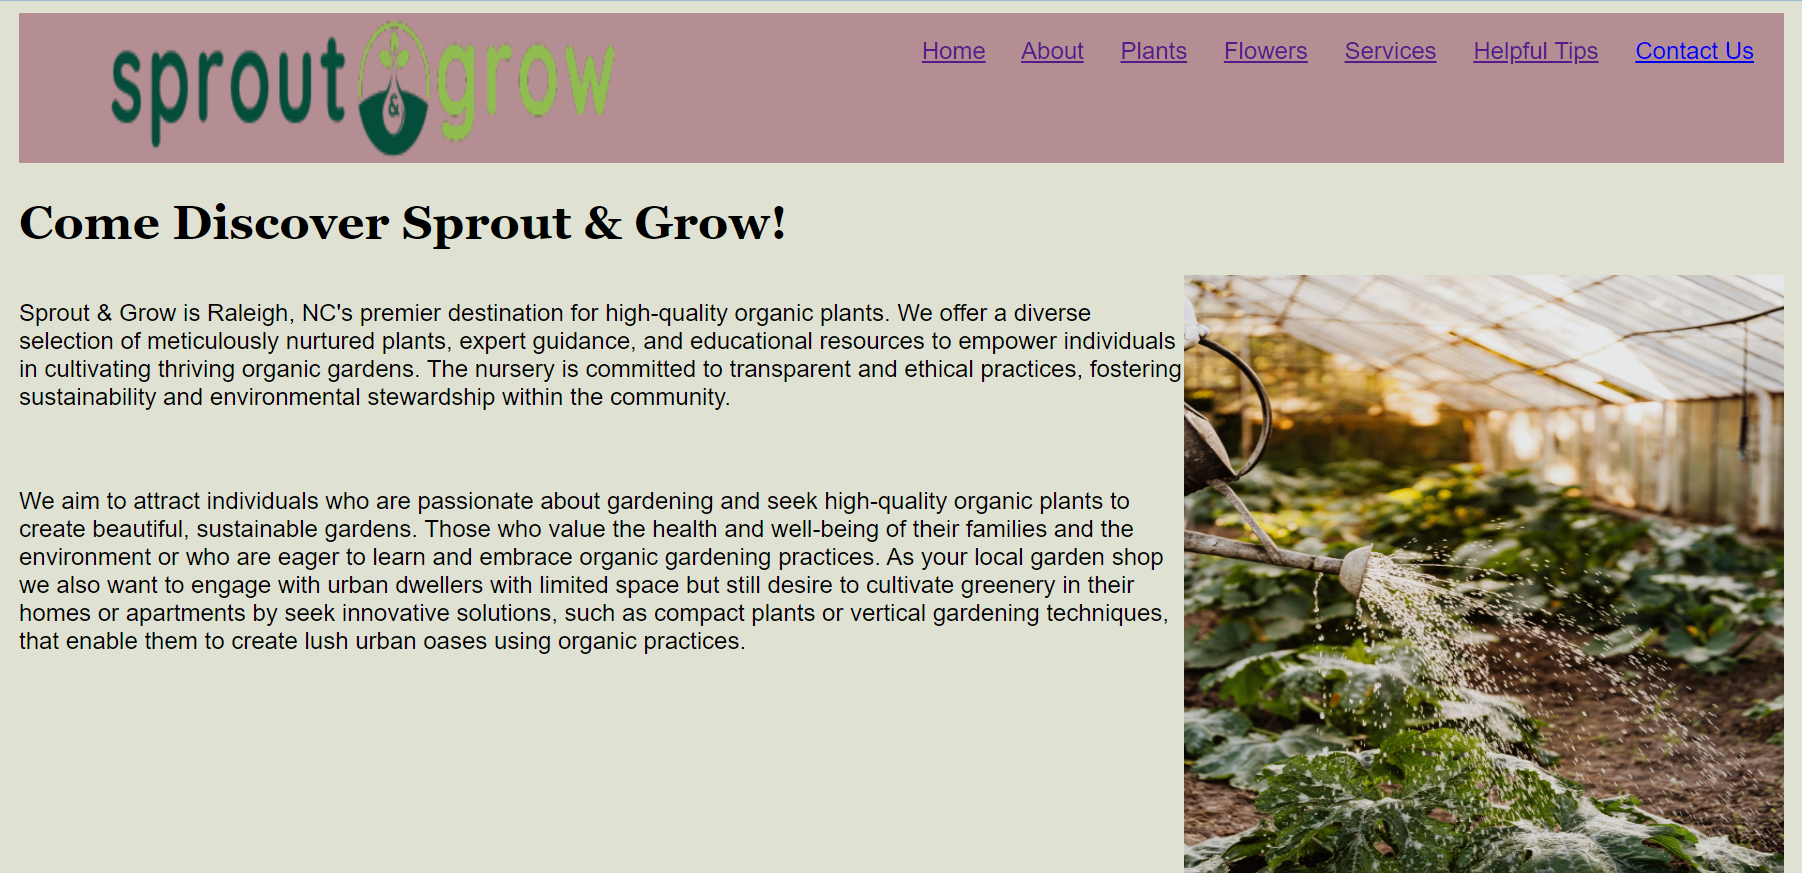 sprout & grow
Home About Plants Flowers Services Helpful Tips Contact Us
Come Discover Sprout & Grow!
Sprout & Grow is Raleigh, NC's premier destination for high-quality organic plants. We offer a diverse
selection of meticulously nurtured plants, expert guidance, and educational resources to empower individuals
in cultivating thriving organic gardens. The nursery is committed to transparent and ethical practices, fostering
sustainability and environmental stewardship within the community.
We aim to attract individuals who are passionate about gardening and seek high-quality organic plants to
create beautiful, sustainable gardens. Those who value the health and well-being of their families and the
environment or who are eager to learn and embrace organic gardening practices. As your local garden shop
we also want to engage with urban dwellers with limited space but still desire to cultivate greenery in their
homes or apartments by seek innovative solutions, such as compact plants or vertical gardening techniques,
that enable them to create lush urban oases using organic practices.